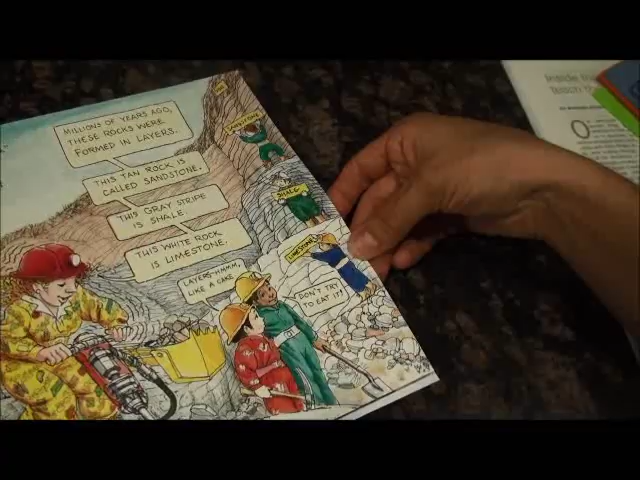 MILLIONS OF YEARS AGO,
THESE ROCKS WERE
FORMED IN LAYERS.
THIS TAN ROCK IS
CALLED SANDSTONE.
THIS GRAY STRIPE
IS SHALE.
THIS WHITE ROCK
IS LIMESTONE.
LAYERS-HMMM,
LIKE A CAKE.
DON'T TRY
TO EAT IT!
SANDSTONE
SHALE
LIMESTONE
Inside the